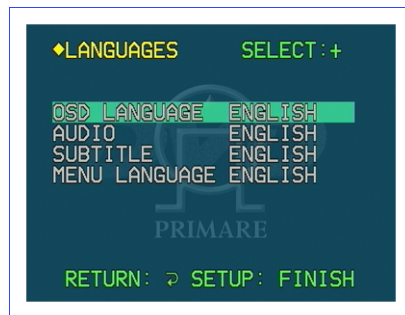 ◆LANGUAGES SELECT:+
OSD LANGUAGE ENGLISH
AUDIO ENGLISH
SUBTITLE ENGLISH
MENU LANGUAGE ENGLISH
PRIMARE
RETURN: ⊋ SETUP: FINISH